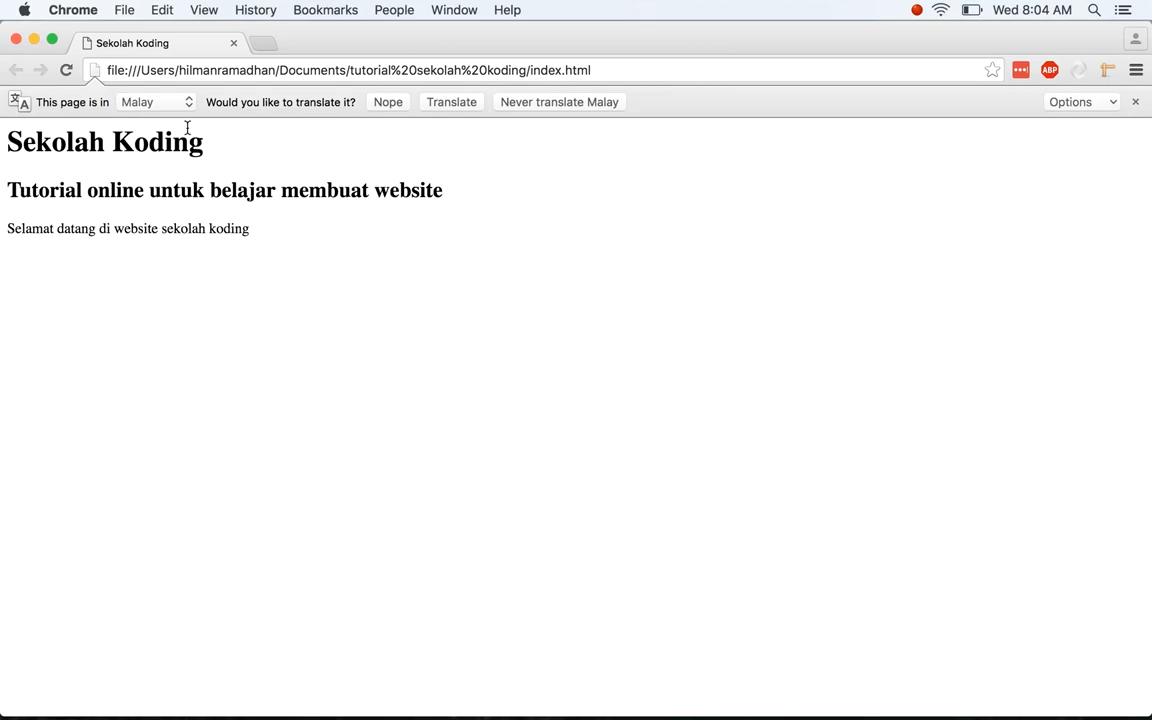 Chrome File Edit View History Bookmarks People Window Help Wed 8:04 AM
Sekolah Koding
file:///Users/hilmanramadhan/Documents/tutorial%20sekolah%20koding/index.html ABP
This page is in Malay Would you like to translate it? Nope Translate Never translate Malay Options
Sekolah Koding
Tutorial online untuk belajar membuat website
Selamat datang di website sekolah koding